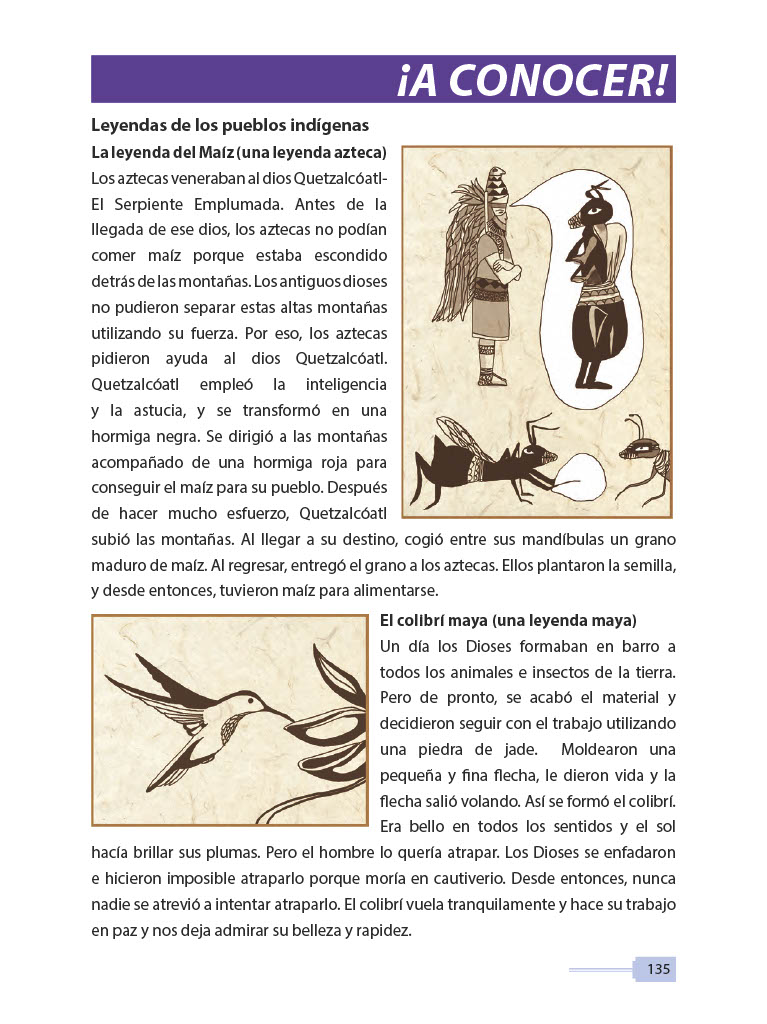 ¡A CONOCER!
Leyendas de los pueblos indígenas
La leyenda del Maíz (una leyenda azteca)
Los aztecas veneraban al dios Quetzalcóatl-
El Serpiente Emplumada. Antes de la
llegada de ese dios, los aztecas no podían
comer maíz porque estaba escondido
detrás de las montañas. Los antiguos dioses
no pudieron separar estas altas montañas
utilizando su fuerza. Por eso, los aztecas
pidieron ayuda al dios Quetzalcóatl.
Quetzalcóatl empleó la inteligencia
y la astucia, y se transformó en una
hormiga negra. Se dirigió a las montañas
acompañado de una hormiga roja para
conseguir el maíz para su pueblo. Después
de hacer mucho esfuerzo, Quetzalcóatl
subió las montañas. Al llegar a su destino, cogió entre sus mandíbulas un grano
maduro de maíz. Al regresar, entregó el grano a los aztecas. Ellos plantaron la semilla,
y desde entonces, tuvieron maíz para alimentarse.
El colibrí maya (una leyenda maya)
Un día los Dioses formaban en barro a
todos los animales e insectos de la tierra.
Pero de pronto, se acabó el material y
decidieron seguir con el trabajo utilizando
una piedra de jade. Moldearon una
pequeña y fina flecha, le dieron vida y la
flecha salió volando. Así se formó el colibrí.
Era bello en todos los sentidos y el sol
hacía brillar sus plumas. Pero el hombre lo quería atrapar. Los Dioses se enfadaron
e hicieron imposible atraparlo porque moría en cautiverio. Desde entonces, nunca
nadie se atrevió a intentar atraparlo. El colibrí vuela tranquilamente y hace su trabajo
en paz y nos deja admirar su belleza y rapidez.
135